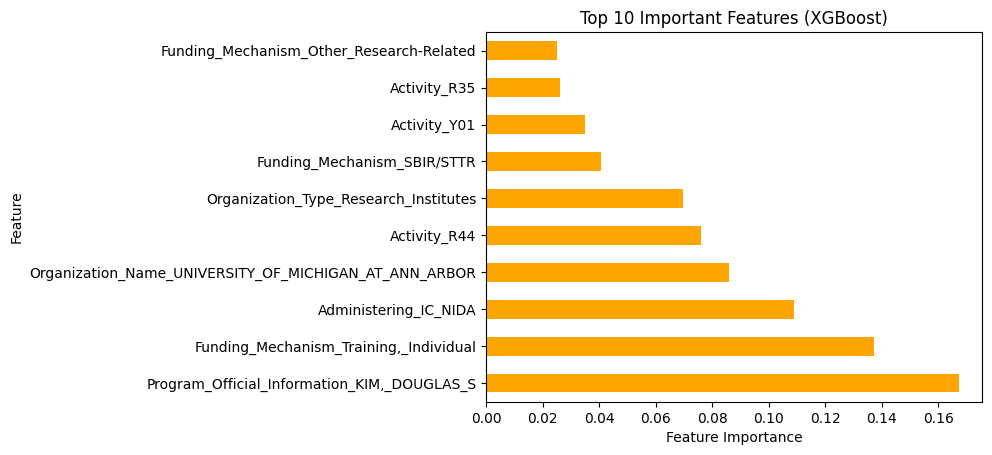 Top 10 Important Features (XGBoost)
Funding_Mechanism_Other_Research-Related
Activity_R35
Activity_Y01
Funding_Mechanism_SBIR/STTR
Organization_Type_Research_Institutes
Activity_R44
Organization_Name_UNIVERSITY_OF_MICHIGAN_AT_ANN_ARBOR
Administering_IC_NIDA
Funding_Mechanism_Training,_Individual
Program_Official_Information_KIM,_DOUGLAS_S
Feature
0.00 0.02 0.04 0.06 0.08 0.10 0.12 0.14 0.16
Feature Importance